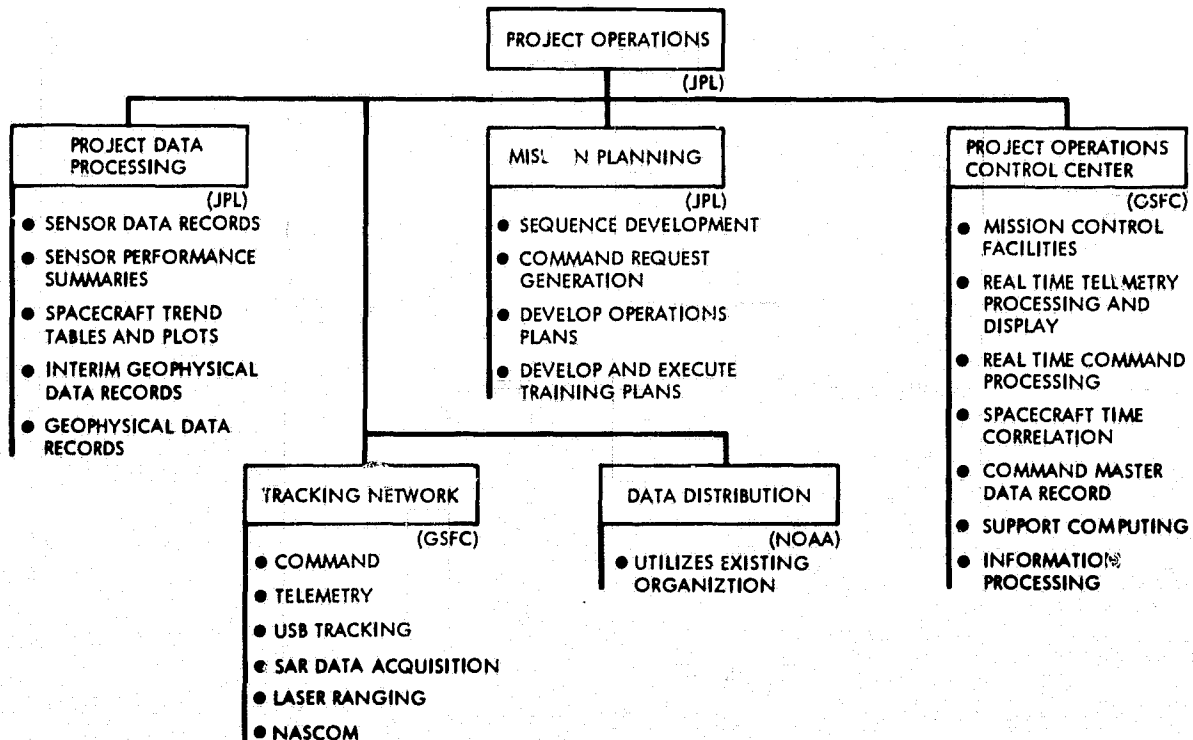 PROJECT OPERATIONS
(JPL)
PROJECT DATA
PROCESSING
(JPL)
● SENSOR DATA RECORDS
● SENSOR PERFORMANCE
SUMMARIES
● SPACECRAFT TREND
TABLES AND PLOTS
● INTERIM GEOPHYSICAL
DATA RECORDS
● GEOPHYSICAL DATA
RECORDS
PLANNING
(JPL)
● SEQUENCE DEVELOPMENT
● COMMAND REQUEST
GENERATION
● DEVELOP OPERATIONS
PLANS
● DEVELOP AND EXECUTE
TRAINING PLANS
PROJECT OPERATIONS
CONTROL CENTER
(GSFC)
● MISSION CONTROL
FACILITIES
● REAL TIME TELEMETRY
PROCESSING AND
DISPLAY
● REAL TIME COMMAND
PROCESSING
● SPACECRAFT TIME
CORRELATION
● COMMAND MASTER
DATA RECORD
● SUPPORT COMPUTING
● INFORMATION
PROCESSING
TRACKING NETWORK
(GSFC)
● COMMAND
● TELEMETRY
● USB TRACKING
● SAR DATA ACQUISITION
● LASER RANGING
● NASCOM
DATA DISTRIBUTION
(NOAA)
● UTILIZES EXISTING
ORGANIZTION